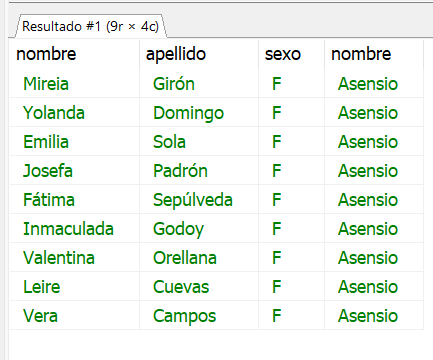 Resultado #1 (9r × 4c)
nombre apellido sexo nombre
Mireia Girón F Asensio
Yolanda Domingo F Asensio
Emilia Sola F Asensio
Josefa Padrón F Asensio
Fátima Sepúlveda F Asensio
Inmaculada Godoy F Asensio
Valentina Orellana F Asensio
Leire Cuevas F Asensio
Vera Campos F Asensio